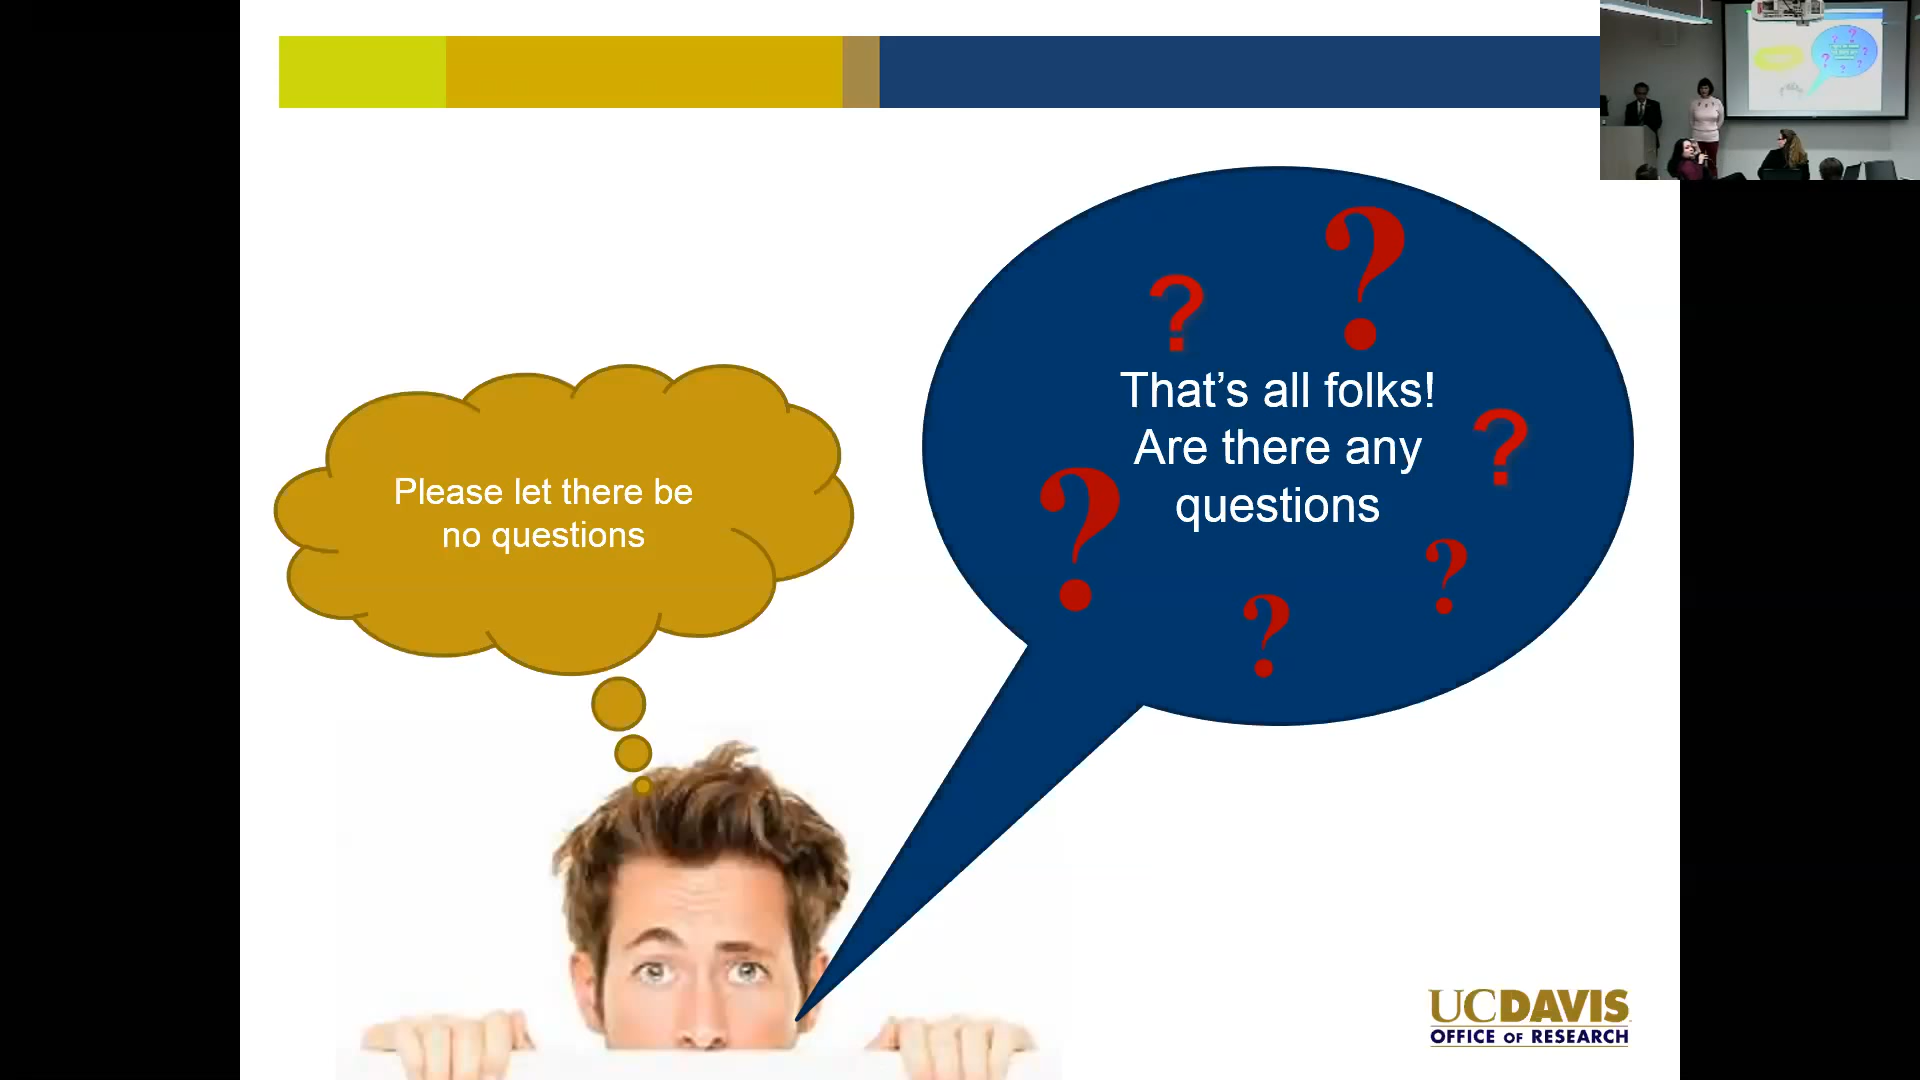 ?
?
That’s all folks!
Are there any
questions
?
?
?
?
Please let there be
no questions
UCDAVIS
OFFICE OF RESEARCH